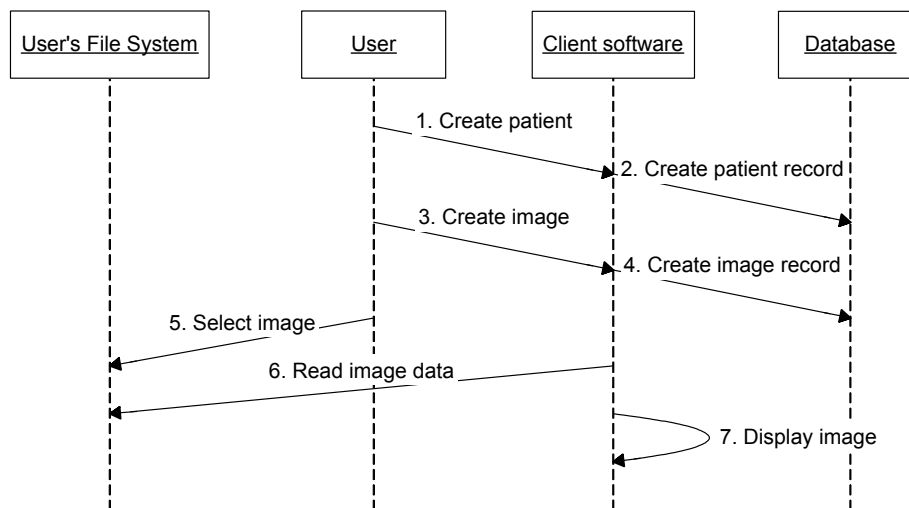 User's File System
User
Client software
Database
1. Create patient
2. Create patient record
3. Create image
4. Create image record
5. Select image
6. Read image data
7. Display image